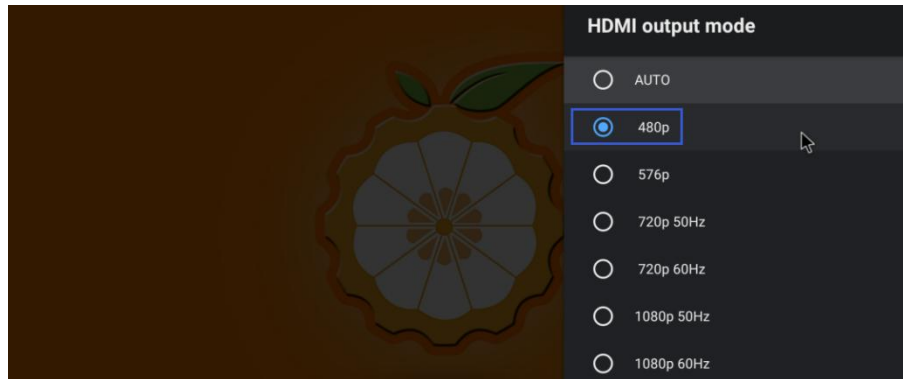 HDMI output mode
AUTO
480p
576p
720p 50Hz
720p 60Hz
1080p 50Hz
1080p 60Hz